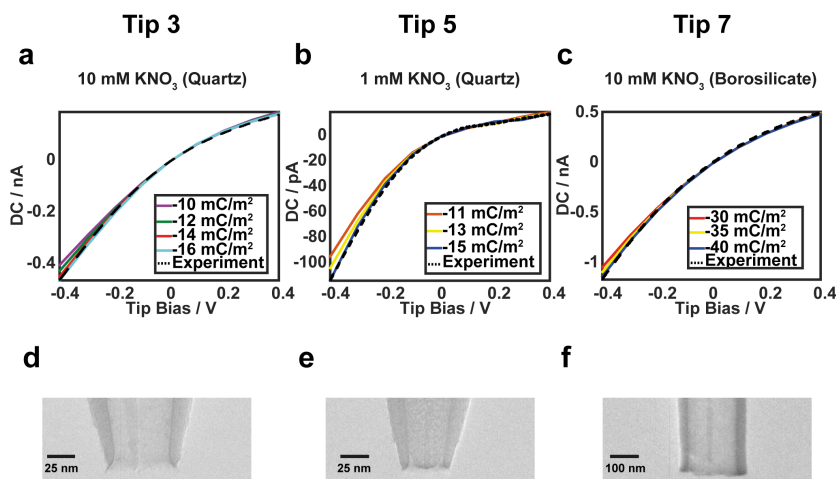 Tip 3 Tip 5 Tip 7
a b c
10 mM KNO3 (Quartz) 1 mM KNO3 (Quartz) 10 mM KNO3 (Borosilicate)
DC / nA
0
-0.2
-0.4
-10 mC/m²
-12 mC/m²
-14 mC/m²
-16 mC/m²
Experiment
-0.4 -0.2 0 0.2 0.4
Tip Bias / V
DC / pA
0
-20
-40
-60
-80
-100
-11 mC/m²
-13 mC/m²
-15 mC/m²
Experiment
-0.4 -0.2 0 0.2 0.4
Tip Bias / V
DC / nA
0.5
0
-0.5
-1
-30 mC/m²
-35 mC/m²
-40 mC/m²
Experiment
-0.4 -0.2 0 0.2 0.4
Tip Bias / V
d e f
25 nm 25 nm 100 nm